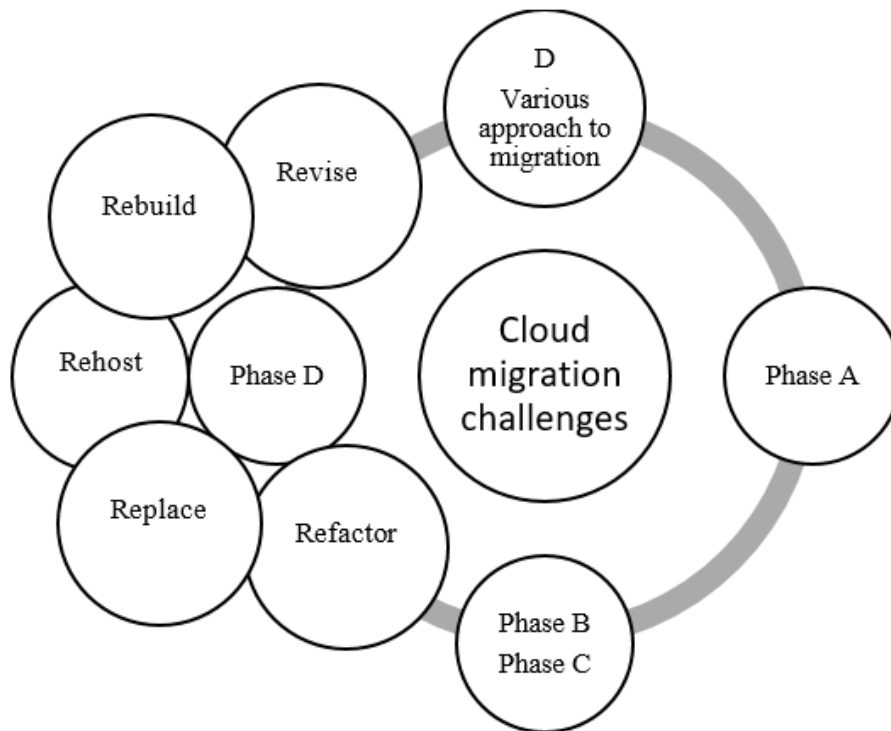 D
Various
approach to
migration
Revise
Rebuild
Cloud
migration
challenges
Rehost
Phase D
Phase A
Replace
Refactor
Phase B
Phase C